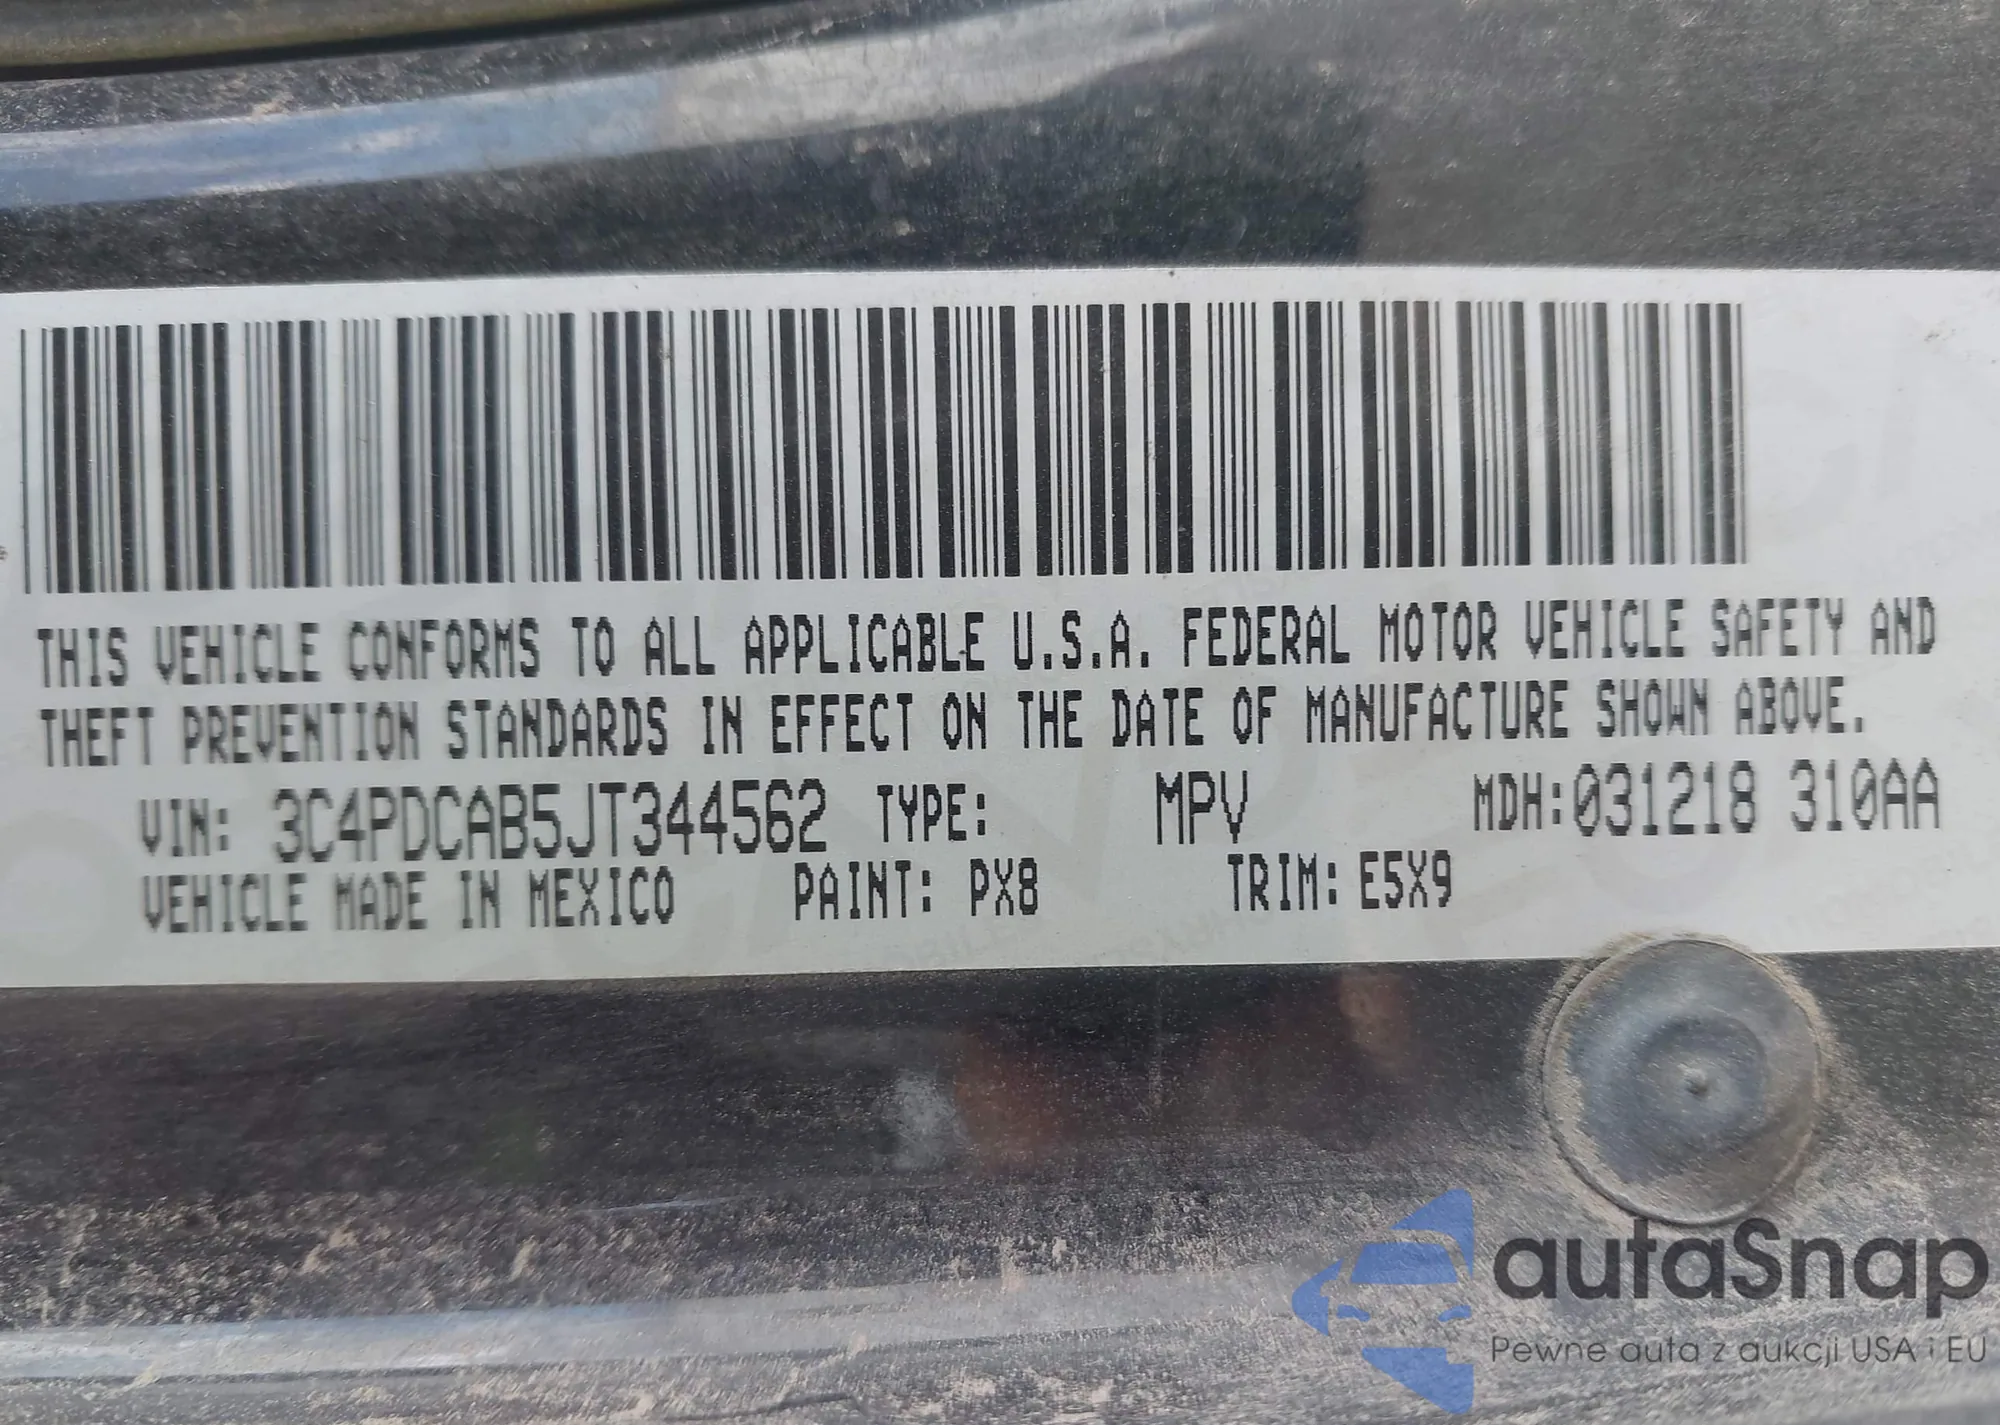 THIS VEHICLE CONFORMS TO ALL APPLICABLE U.S.A. FEDERAL MOTOR VEHICLE SAFETY AND
THEFT PREVENTION STANDARDS IN EFFECT ON THE DATE OF MANUFACTURE SHOWN ABOVE.
VIN: 3C4PDCAB5JT344562 TYPE: MPV MDH:031218 310AA
VEHICLE MADE IN MEXICO PAINT: PX8 TRIM: E5X9
autaSnap
Pewne auta z aukcji USA i EU